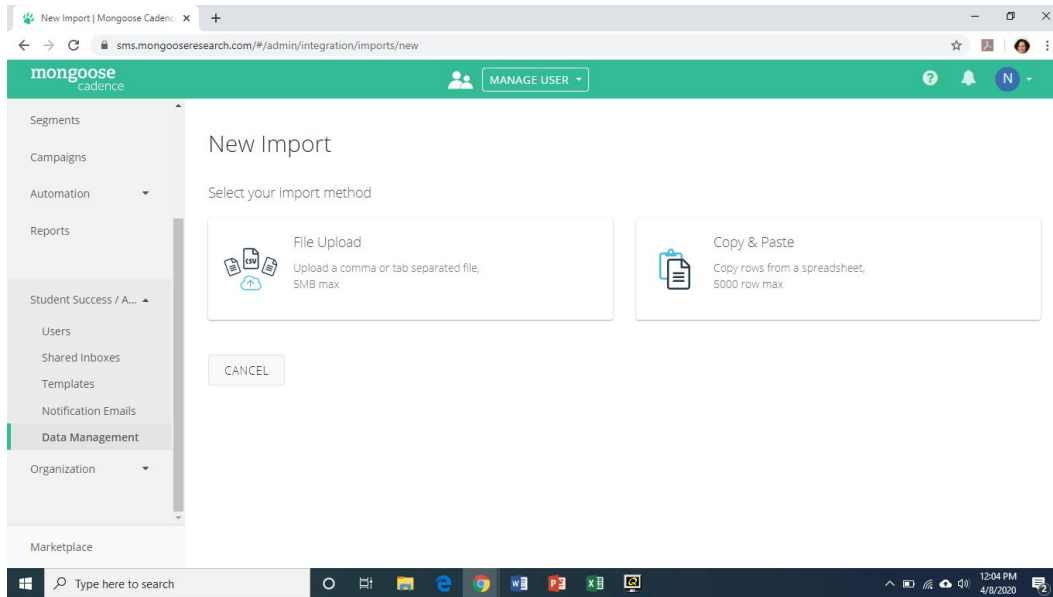 New Import | Mongoose Cadenc
sms.mongooseresearch.com/#/admin/integration/imports/new
mongoose
cadence
MANAGE USER
N
Segments
Campaigns
Automation
Reports
Student Success / A...
Users
Shared Inboxes
Templates
Notification Emails
Data Management
Organization
Marketplace
New Import
Select your import method
File Upload
Upload a comma or tab separated file,
5MB max
CSV
Copy & Paste
Copy rows from a spreadsheet,
5000 row max
CANCEL
Type here to search
12:04 PM
4/8/2020
2